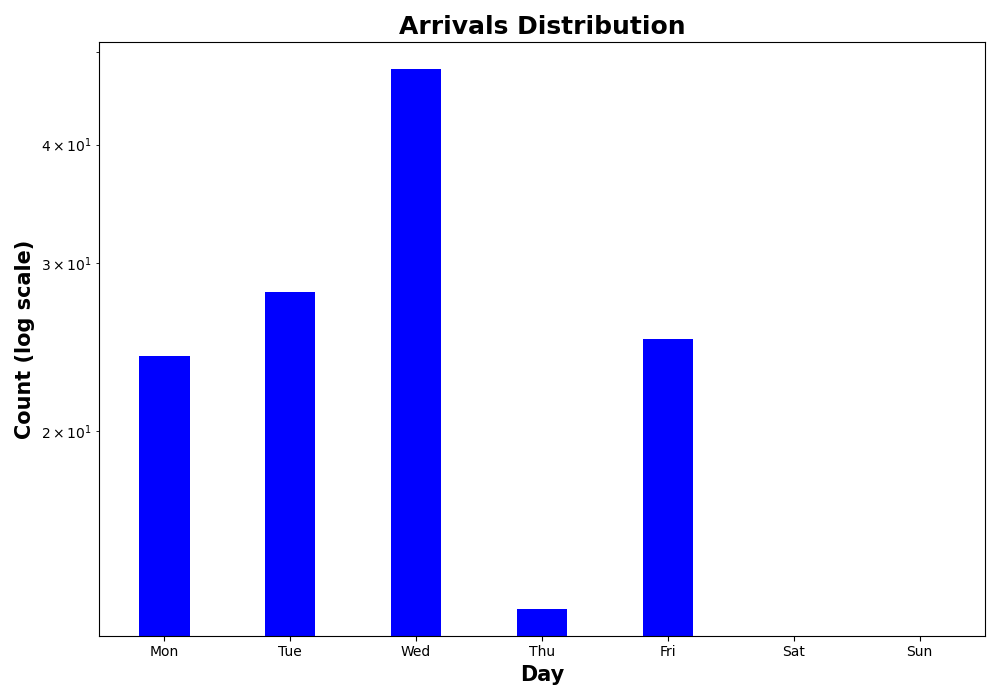 Arrivals Distribution
Count (log scale)
4 × 10¹
3 × 10¹
2 × 10¹
Mon Tue Wed Thu Fri Sat Sun
Day